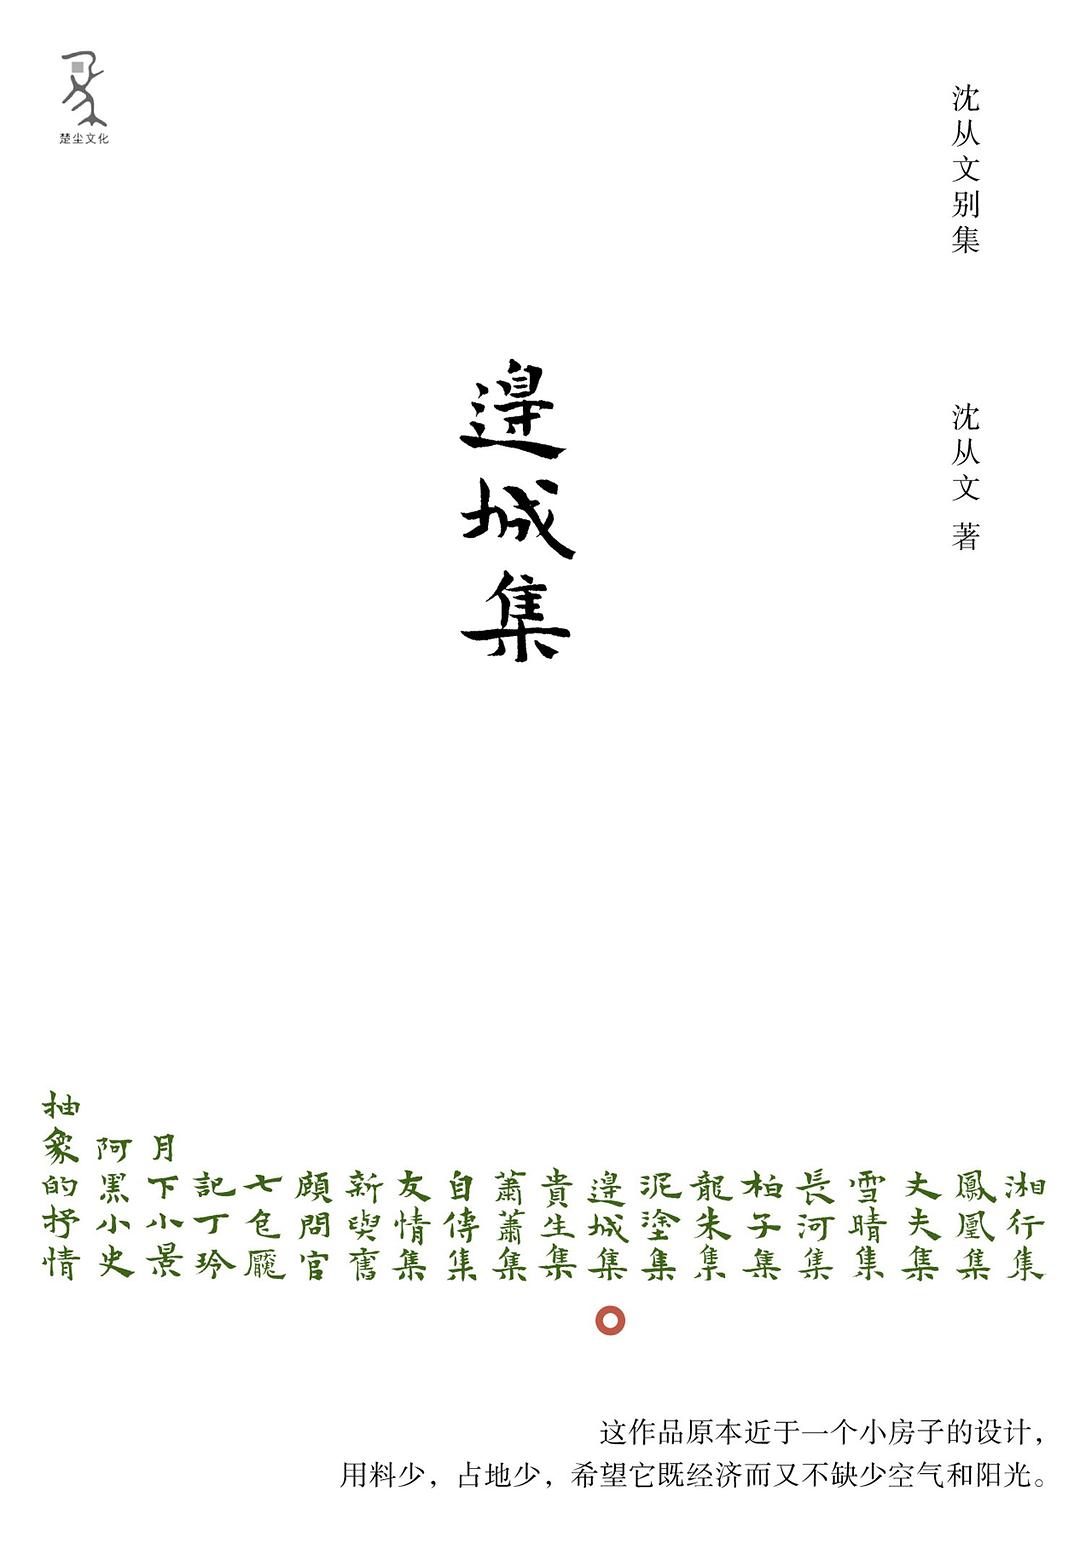 楚尘文化
沈从文别集
沈从文 著
邊城集
湘行集
鳳凰集
丈夫集
雪晴集
長河集
柏子集
龍朱集
泥塗集
邊城集
貴生集
蕭蕭集
自傳集
友情集
新與舊
顧問官
七色魘
記丁玲
月下小景
阿黑小史
抽象的抒情
这作品原本近于一个小房子的设计，
用料少，占地少，希望它既经济而又不缺少空气和阳光。